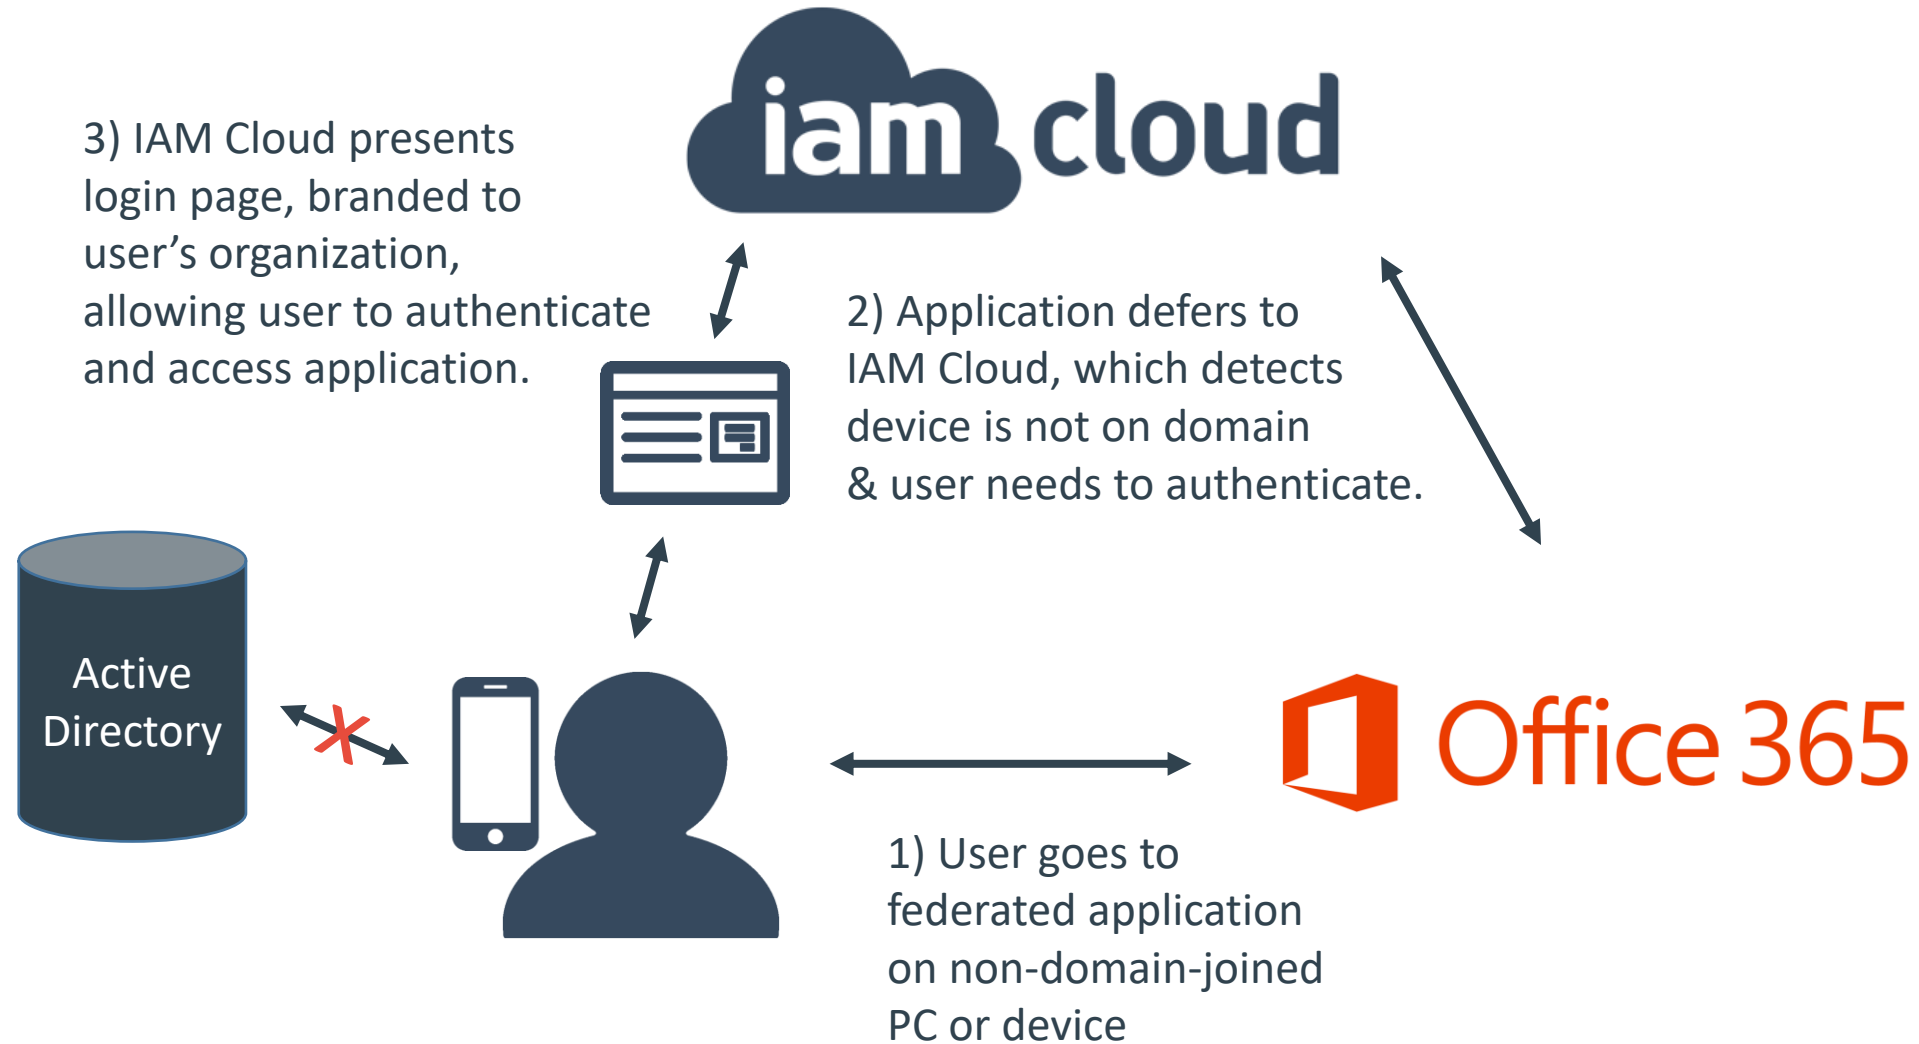 iam cloud
3) IAM Cloud presents
login page, branded to
user’s organization,
allowing user to authenticate
and access application.
2) Application defers to
IAM Cloud, which detects
device is not on domain
& user needs to authenticate.
Active
Directory
Office 365
1) User goes to
federated application
on non-domain-joined
PC or device